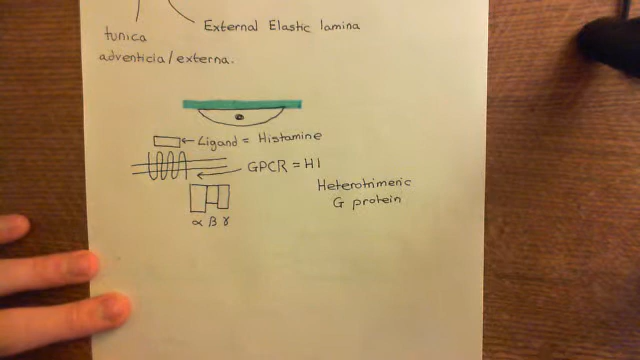 External Elastic lamina
tunica
adventicia/externa.
Ligand = Histamine
GPCR = H1
Heterotrimeric
G protein
α β γ